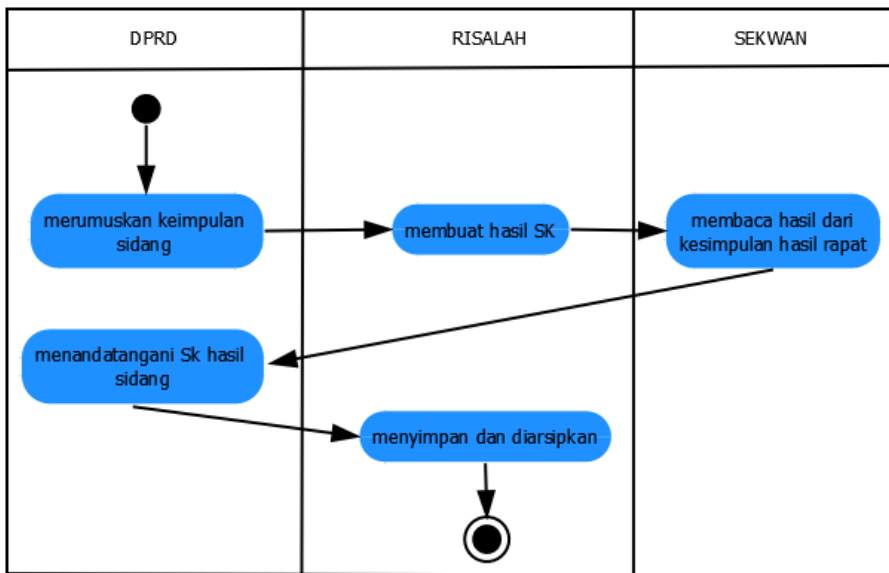 DPRD
RISALAH
SEKWAN
merumuskan keimpulan
sidang
membuat hasil SK
membaca hasil dari
kesimpulan hasil rapat
menandatangani Sk hasil
sidang
menyimpan dan diarsipkan